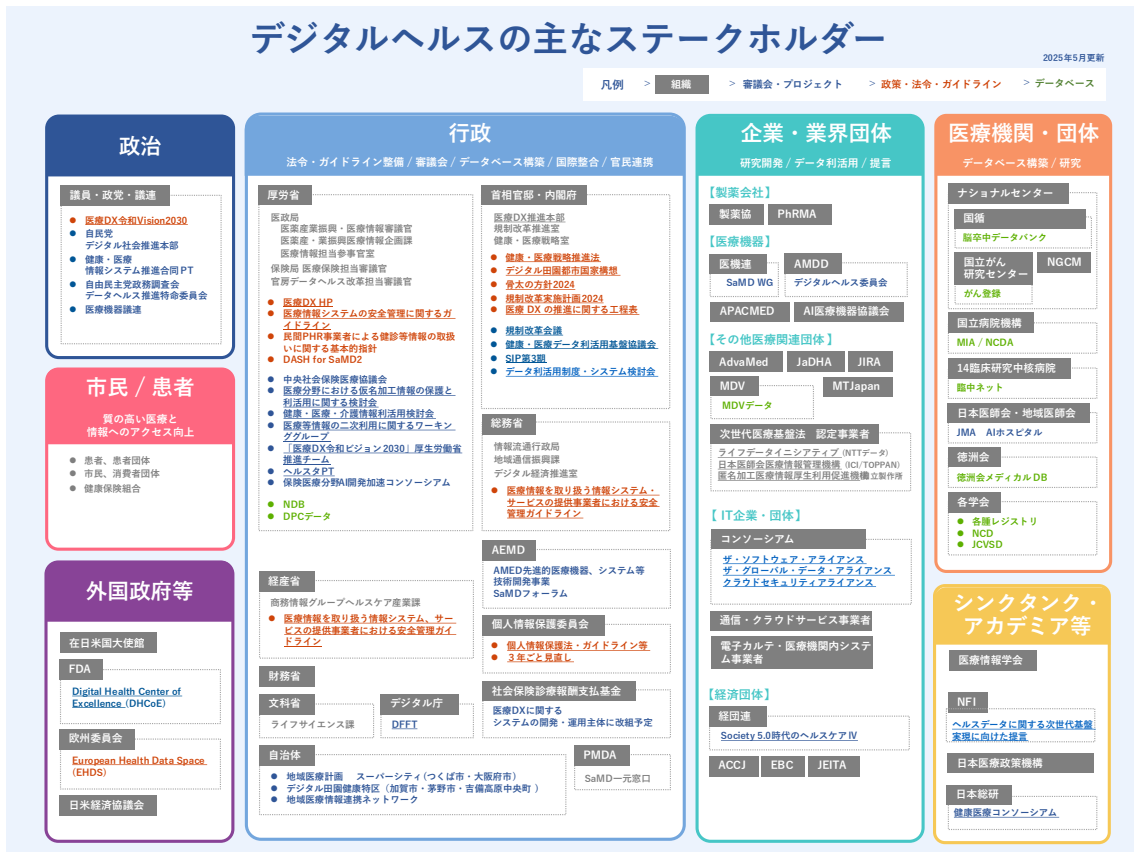 デジタルヘルスの主なステークホルダー
2025年5月更新
凡例 > 組織 > 審議会・プロジェクト > 政策・法令・ガイドライン > データベース
政治
議員・政党・議連
医療DX令和Vision2030
自民党
デジタル社会推進本部
健康・医療
情報システム推進合同PT
自由民主党政務調査会
データヘルス推進特命委員会
医療機器議連
市民 / 患者
質の高い医療と
情報へのアクセス向上
患者、患者団体
市民、消費者団体
健康保険組合
外国政府等
在日米国大使館
FDA
Digital Health Center of
Excellence (DHCoE)
欧州委員会
European Health Data Space
(EHDS)
日米経済協議会
行政
法令・ガイドライン整備 / 審議会 / データベース構築 / 国際整合 / 官民連携
厚労省
医政局
医薬産業振興・医療情報審議官
医薬産・業振興医療情報企画課
医療情報担当参事官室
保険局 医療保険担当審議官
官房データヘルス改革担当審議官
医療DX HP
医療情報システムの安全管理に関するガ
イドライン
民間PHR事業者による健診等情報の取扱
いに関する基本的指針
DASH for SaMD2
中央社会保険医療協議会
医療分野における仮名加工情報の保護と
利活用に関する検討会
健康・医療・介護情報利活用検討会
医療等情報の二次利用に関するワーキン
ググループ
「医療DX令和ビジョン2030」厚生労働省
推進チーム
ヘルスタPT
保険医療分野AI開発加速コンソーシアム
NDB
DPCデータ
経産省
商務情報グループヘルスケア産業課
医療情報を取り扱う情報システム、サー
ビスの提供事業者における安全管理ガイ
ドライン
財務省
文科省
ライフサイエンス課
デジタル庁
DFFT
自治体
地域医療計画 スーパーシティ(つくば市・大阪府市)
デジタル田園健康特区(加賀市・茅野市・吉備高原中央町 )
地域医療情報連携ネットワーク
首相官邸・内閣府
医療DX推進本部
規制改革推進室
健康・医療戦略室
健康・医療戦略推進法
デジタル田園都市国家構想
骨太の方針2024
規制改革実施計画2024
医療 DX の推進に関する工程表
規制改革会議
健康・医療データ利活用基盤協議会
SIP第3期
データ利活用制度・システム検討会
総務省
情報流通行政局
地域通信振興課
デジタル経済推進室
医療情報を取り扱う情報システム・
サービスの提供事業者における安全
管理ガイドライン
AEMD
AMED先進的医療機器、システム等
技術開発事業
SaMDフォーラム
個人情報保護委員会
個人情報保護法・ガイドライン等
3年ごと見直し
社会保険診療報酬支払基金
医療DXに関する
システムの開発・運用主体に改組予定
PMDA
SaMD一元窓口
企業・業界団体
研究開発 / データ利活用 / 提言
【製薬会社】
製薬協 PhRMA
【医療機器】
医機連 AMDD
SaMD WG デジタルヘルス委員会
APACMED AI医療機器協議会
【その他医療関連団体】
AdvaMed JaDHA JIRA
MDV MTJapan
MDVデータ
次世代医療基盤法 認定事業者
ライフデータイニシアティブ (NTTデータ)
日本医師会医療情報管理機構 (ICI/TOPPAN)
匿名加工医療情報厚生利用促進機構
【 IT企業・団体】
コンソーシアム
ザ・ソフトウェア・アライアンス
ザ・グローバル・データ・アライアンス
クラウドセキュリティアライアンス
通信・クラウドサービス事業者
電子カルテ・医療機関内システ
ム事業者
【経済団体】
経団連
Society 5.0時代のヘルスケアⅣ
ACCJ EBC JEITA
医療機関・団体
データベース構築 / 研究
ナショナルセンター
国循
脳卒中データバンク
国立がん
研究センター
NGCM
がん登録
国立病院機構
MIA / NCDA
14臨床研究中核病院
臨中ネット
日本医師会・地域医師会
JMA AIホスピタル
徳洲会
徳洲会メディカルDB
各学会
各種レジストリ
NCD
JCVSD
シンクタンク・
アカデミア等
医療情報学会
NFI
ヘルスデータに関する次世代基盤
実現に向けた提言
日本医療政策機構
日本総研
健康医療コンソーシアム